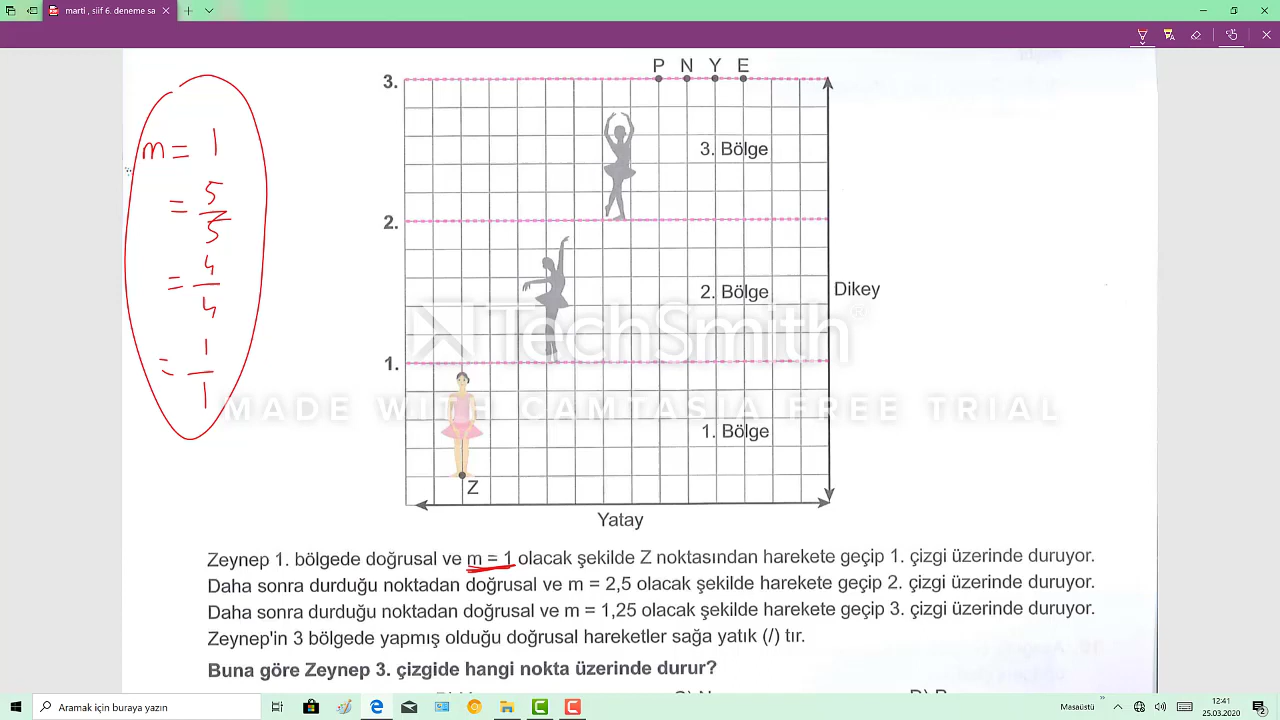 marti , siif 6. deneme sa
P N Y E
3.
m = 1
3. Bölge
= 5/5
2.
= 4/4
2. Bölge
Dikey
TechSmith
®
= 1/1
1.
MADE WITH CAMTASIA FREE TRIAL
1. Bölge
Z
Yatay
Zeynep 1. bölgede doğrusal ve m = 1 olacak şekilde Z noktasından harekete geçip 1. çizgi üzerinde duruyor.
Daha sonra durduğu noktadan doğrusal ve m = 2,5 olacak şekilde harekete geçip 2. çizgi üzerinde duruyor.
Daha sonra durduğu noktadan doğrusal ve m = 1,25 olacak şekilde harekete geçip 3. çizgi üzerinde duruyor.
Zeynep'in 3 bölgede yapmış olduğu doğrusal hareketler sağa yatık (/) tır.
Buna göre Zeynep 3. çizgide hangi nokta üzerinde durur?
Aramak için buraya yazın
Masaüstü
12:41
25.03.2020
2